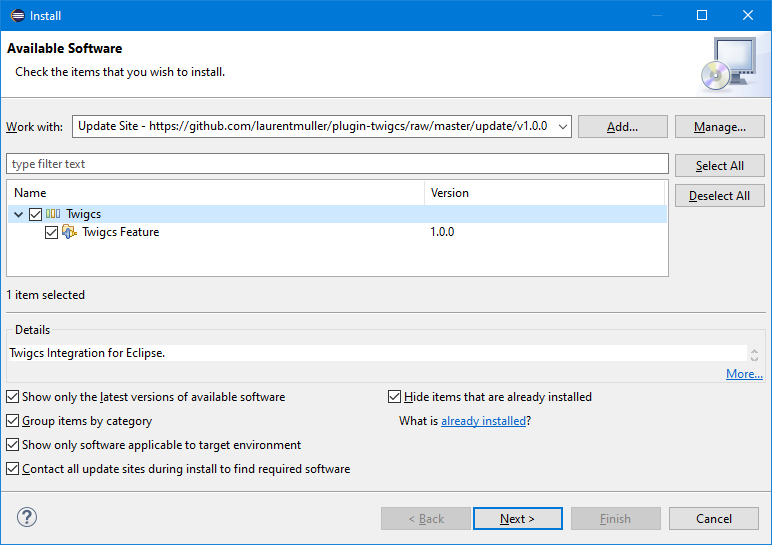 Install
Available Software
Check the items that you wish to install.
Work with: Update Site - https://github.com/laurentmuller/plugin-twigcs/raw/master/update/v1.0.0 Add... Manage...
type filter text Select All
Name Version Deselect All
Twigcs
Twigcs Feature 1.0.0
1 item selected
Details
Twigcs Integration for Eclipse.
More...
Show only the latest versions of available software Hide items that are already installed
Group items by category What is already installed?
Show only software applicable to target environment
Contact all update sites during install to find required software
? < Back Next > Finish Cancel